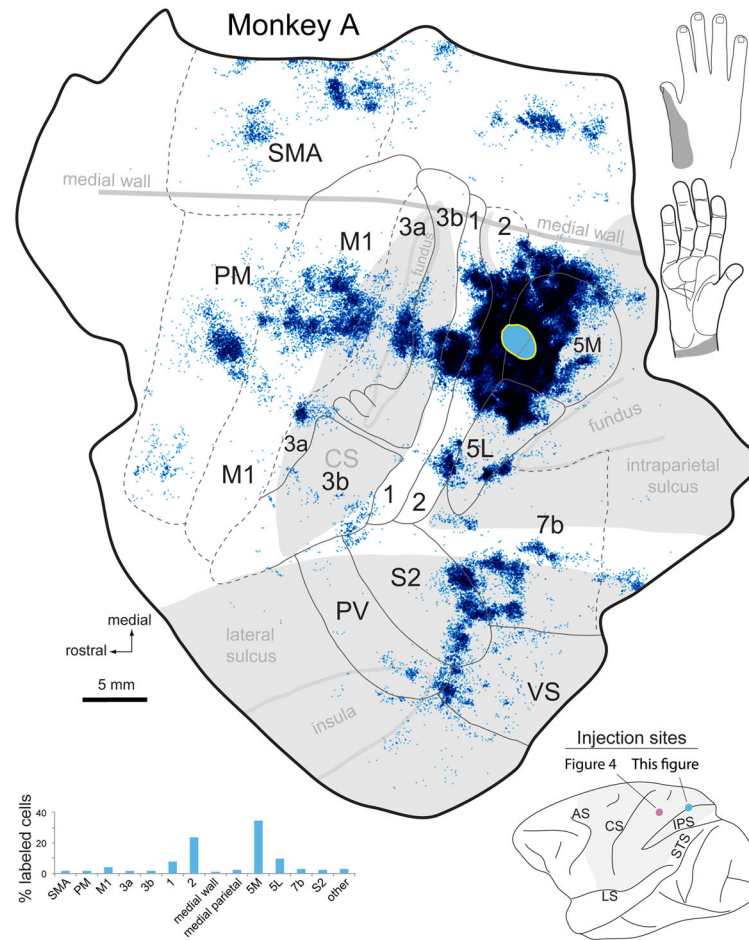 Monkey A
SMA
medial wall
3a
3b
1
2
medial wall
M1
fundus
PM
5M
fundus
3a
5L
CS
intraparietal
sulcus
M1
3b
1
2
7b
S2
PV
medial
rostral
lateral
sulcus
5 mm
VS
insula
Injection sites
Figure 4
This figure
AS
CS
IPS
STS
LS
% labeled cells
40
20
0
SMA
PM
M1
3a
3b
1
2
medial wall
medial parietal
5M
5L
7b
S2
other